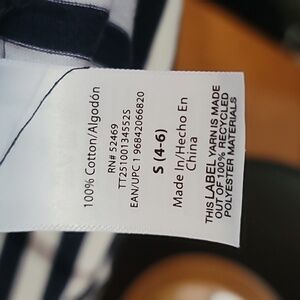 100% Cotton/Algodón
RN# 52469
TT251001345525
EAN/UPC 1 96842066820
S (4-6)
Made In/Hecho En
China
THIS LABEL YARN IS MADE
OUT OF 100% RECYCLED
POLYESTER MATERIALS